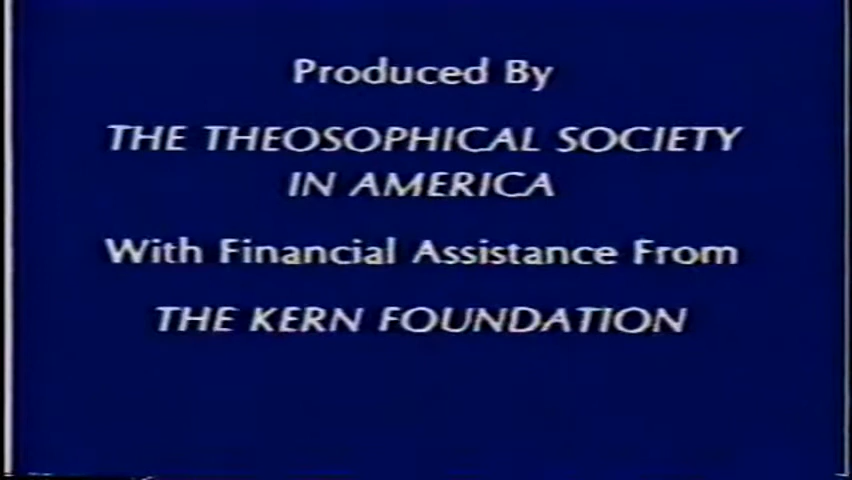 Produced By
THE THEOSOPHICAL SOCIETY
IN AMERICA
With Financial Assistance From
THE KERN FOUNDATION